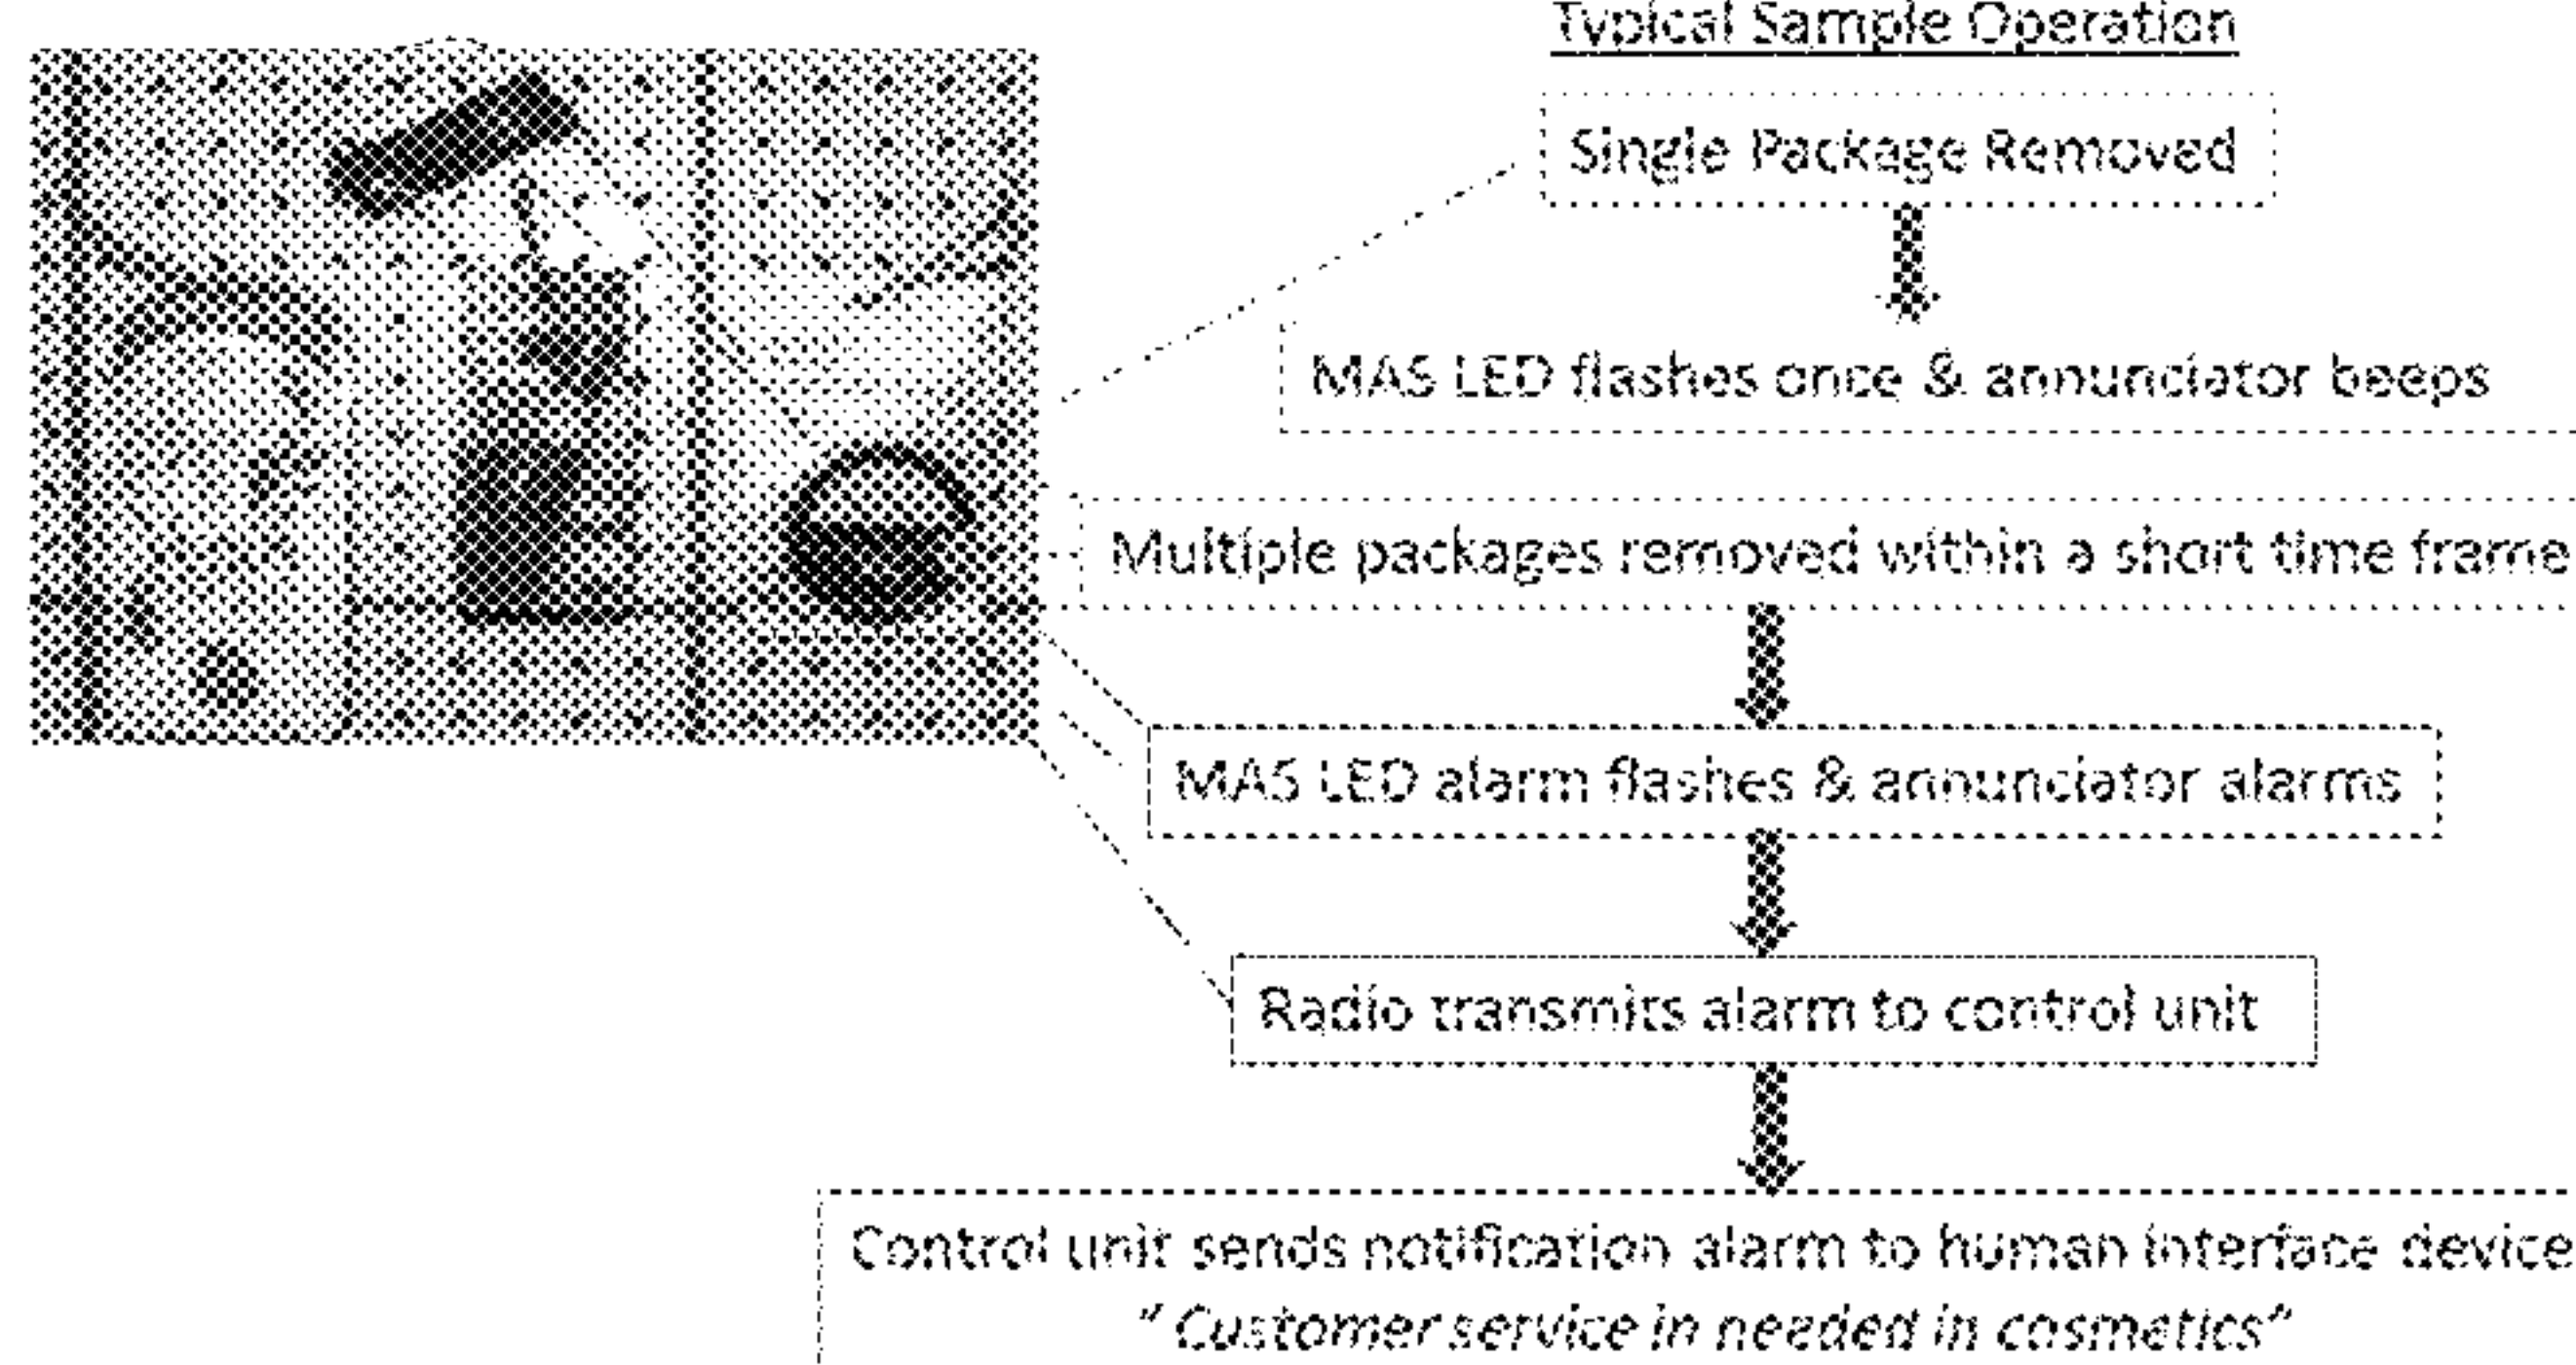 Typical Sample Operation
Single Package Removed
MAS LED flashes once & annunciator beeps
Multiple packages removed within a short time frame
MAS LED alarm flashes & annunciator alarms
Radio transmits alarm to control unit
Control unit sends notification alarm to human interface device
" Customer service in needed in cosmetics"